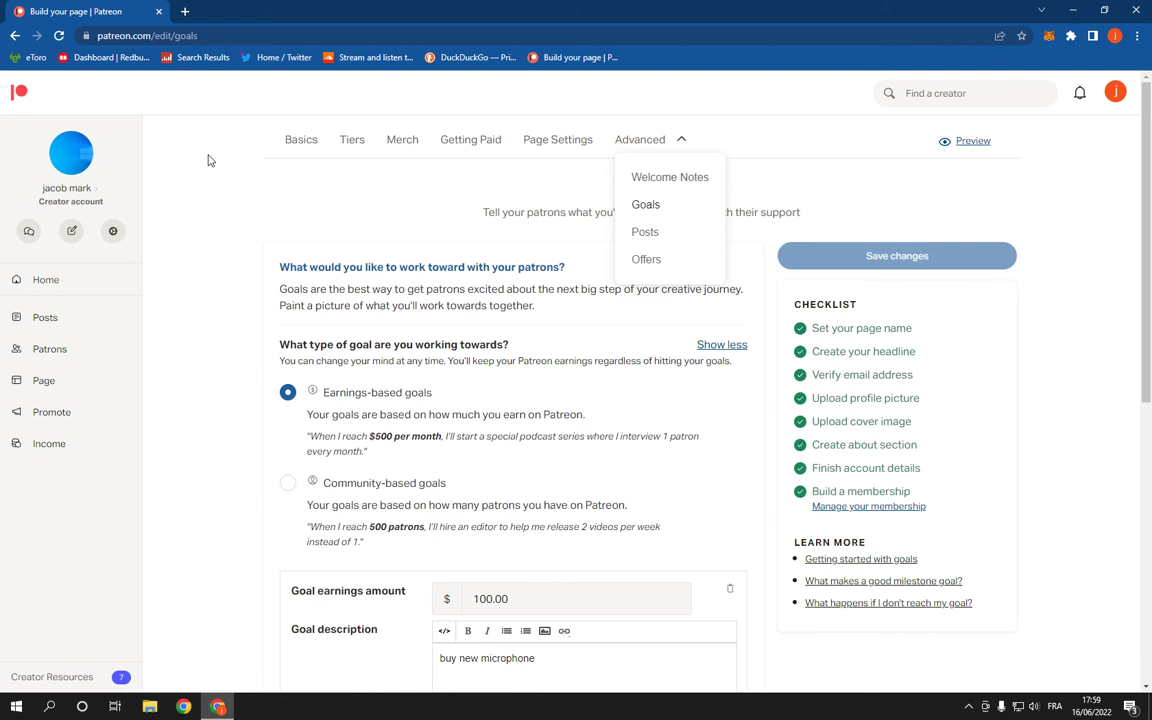 Build your page | Patreon
patreon.com/edit/goals
eToro
Dashboard | Redbu...
Search Results
Home / Twitter
Stream and listen t...
DuckDuckGo — Pri...
Build your page | P...
Find a creator
j
jacob mark
Creator account
Home
Posts
Patrons
Page
Promote
Income
Creator Resources 7
Basics
Tiers
Merch
Getting Paid
Page Settings
Advanced
Preview
Welcome Notes
Goals
Posts
Offers
Tell your patrons what you' h their support
What would you like to work toward with your patrons?
Goals are the best way to get patrons excited about the next big step of your creative journey.
Paint a picture of what you'll work towards together.
What type of goal are you working towards?
Show less
You can change your mind at any time. You'll keep your Patreon earnings regardless of hitting your goals.
Earnings-based goals
Your goals are based on how much you earn on Patreon.
"When I reach $500 per month, I'll start a special podcast series where I interview 1 patron
every month."
Community-based goals
Your goals are based on how many patrons you have on Patreon.
"When I reach 500 patrons, I'll hire an editor to help me release 2 videos per week
instead of 1."
Goal earnings amount
$ 100.00
Goal description
</> B I
buy new microphone
Save changes
CHECKLIST
Set your page name
Create your headline
Verify email address
Upload profile picture
Upload cover image
Create about section
Finish account details
Build a membership
Manage your membership
LEARN MORE
Getting started with goals
What makes a good milestone goal?
What happens if I don't reach my goal?
FRA
17:59
16/06/2022
3